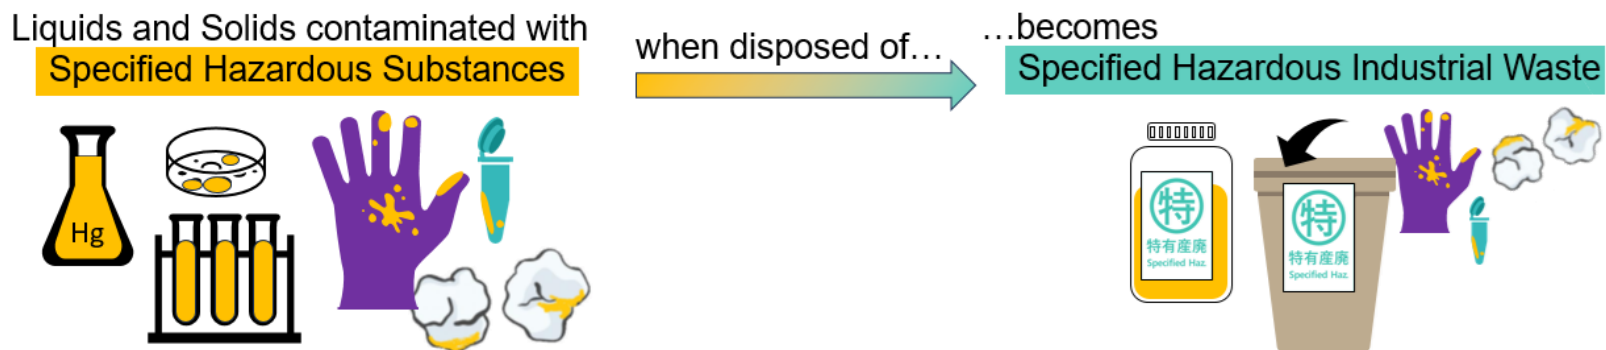 Liquids and Solids contaminated with
Specified Hazardous Substances
when disposed of…
…becomes
Specified Hazardous Industrial Waste
Hg
特
特有産廃
Specified Haz.
特
特有産廃
Specified Haz.